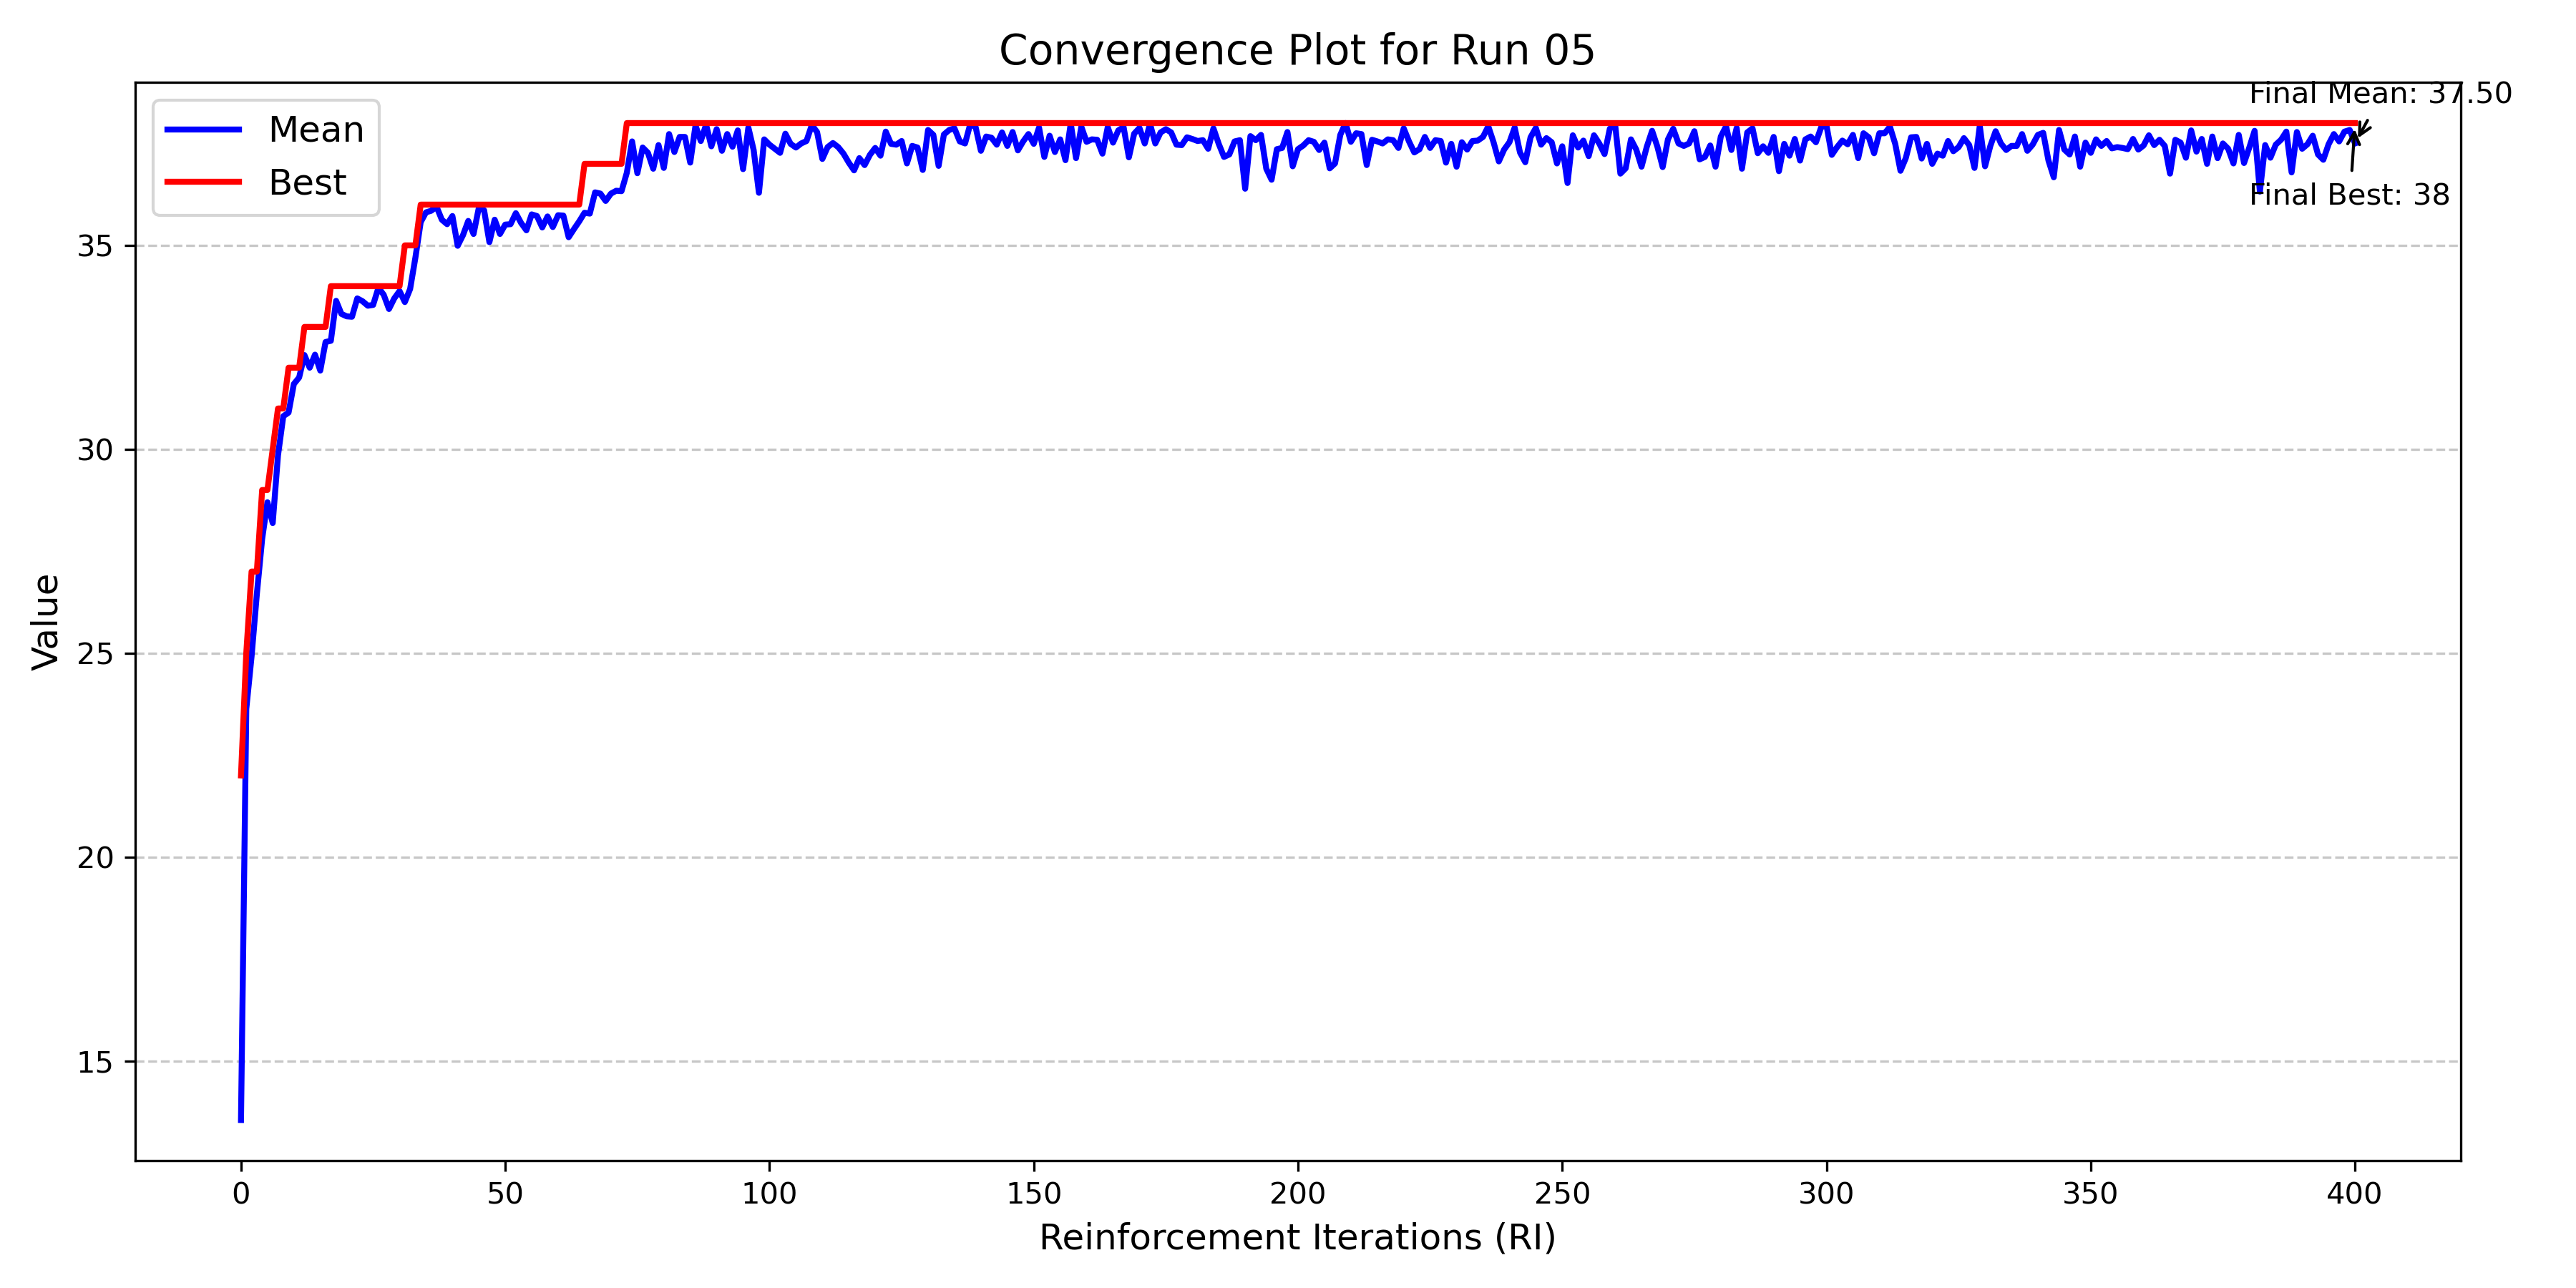 Convergence Plot for Run 05
Mean
Best
Final Mean: 37.50
Final Best: 38
Value
35
30
25
20
15
0 50 100 150 200 250 300 350 400
Reinforcement Iterations (RI)